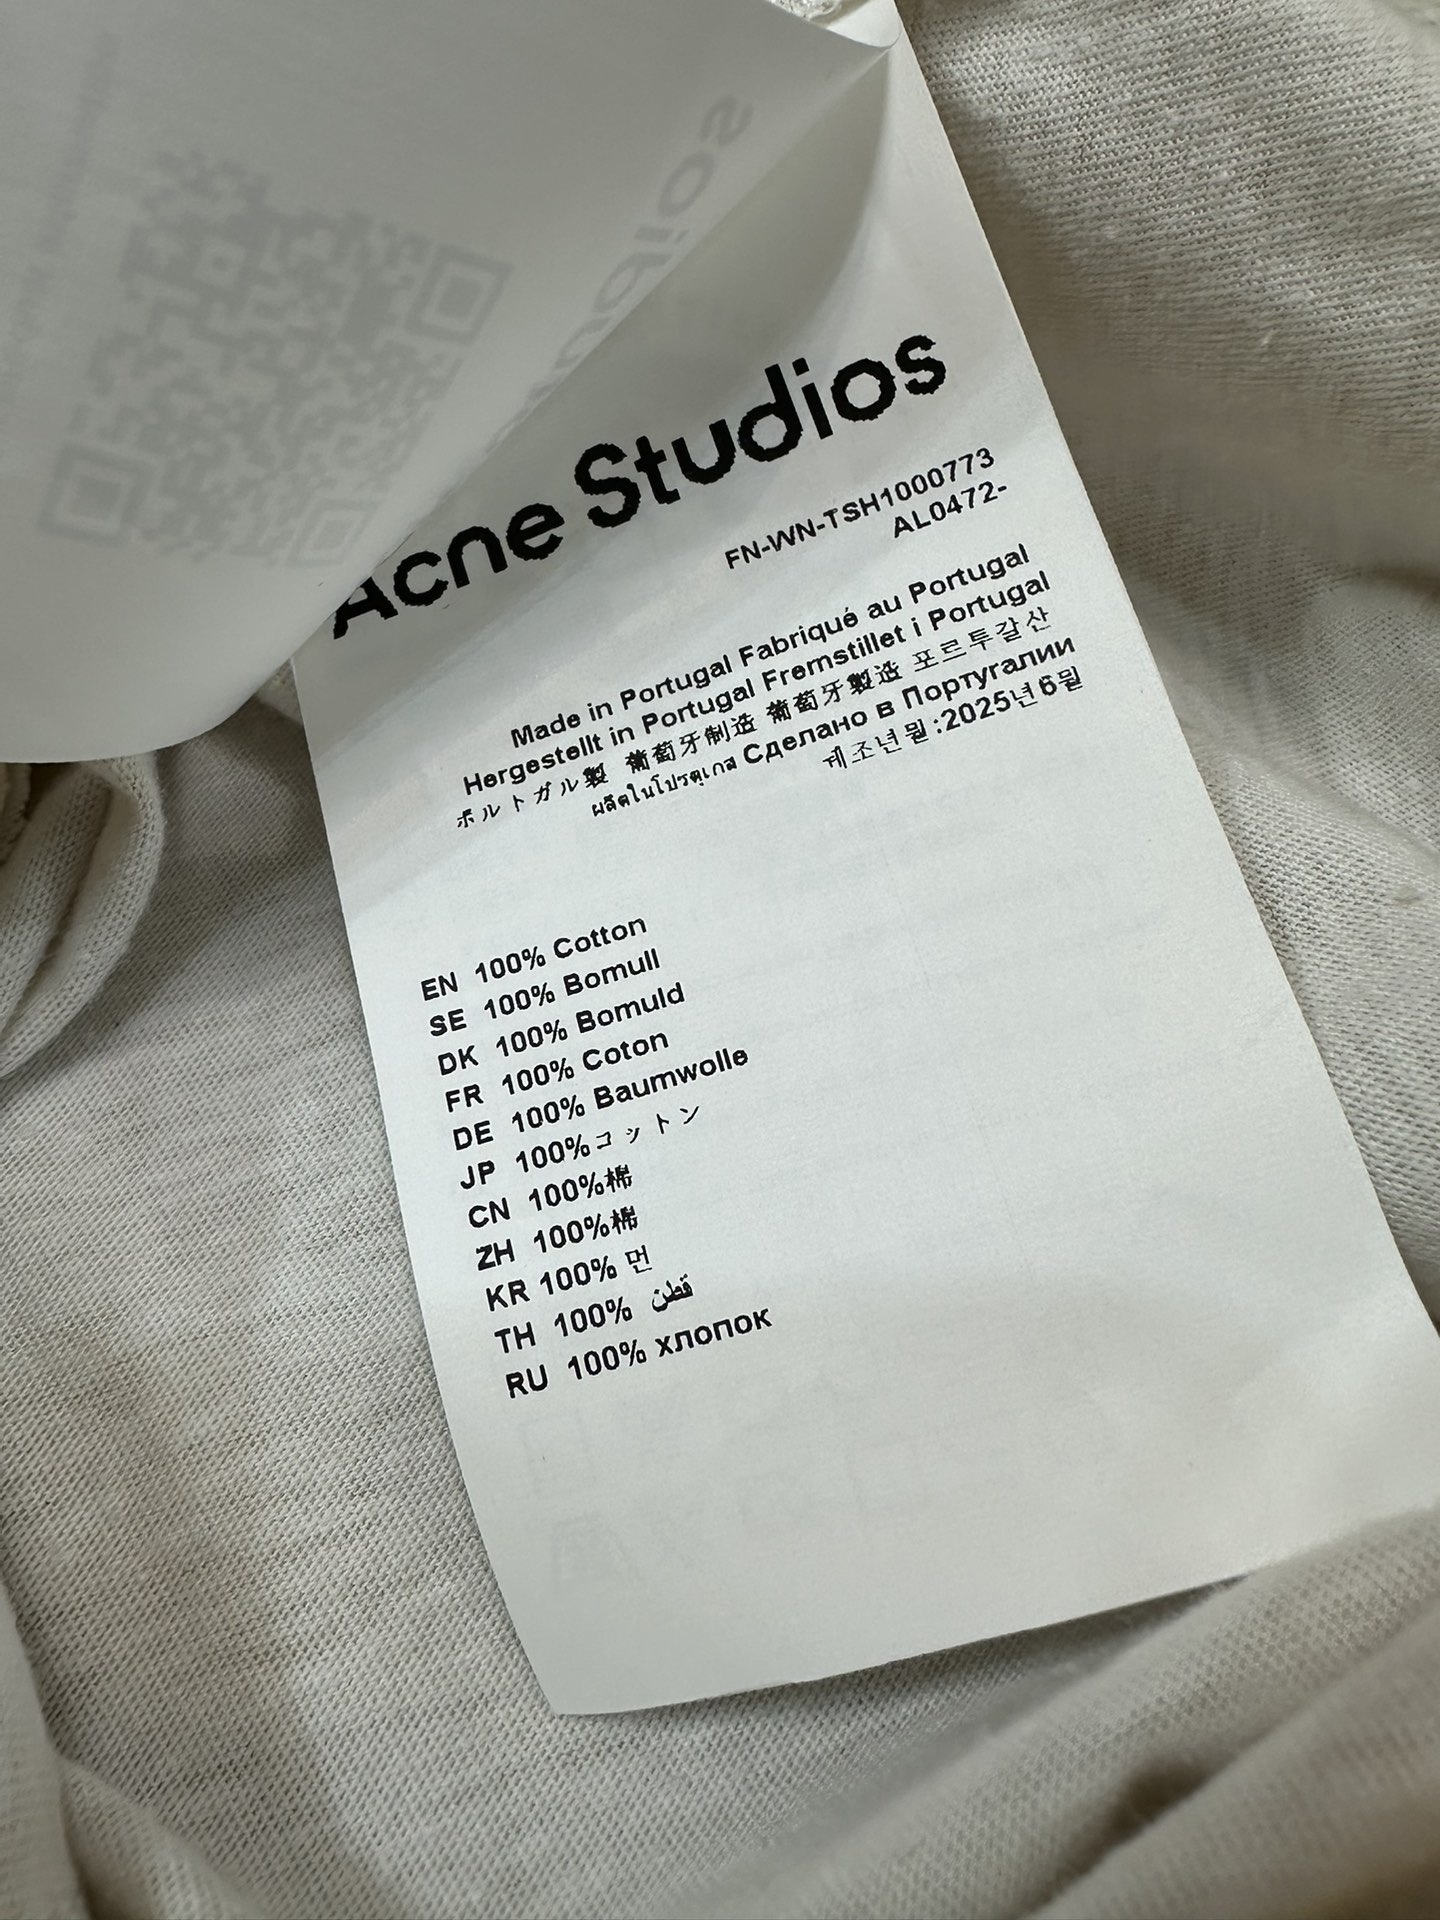 Acne Studios
FN-WN-TSH1000773
AL0472-
Made in Portugal Fabriqué au Portugal
Hergestellt in Portugal Fremstillet i Portugal
ポルトガル製 葡萄牙制造 葡萄牙製造 포르투갈산
ผลิตในโปรตุเกส Сделано в Португалии
제조년월:2025년6월
EN 100% Cotton
SE 100% Bomull
DK 100% Bomuld
FR 100% Coton
DE 100% Baumwolle
JP 100%コットン
CN 100%棉
ZH 100%棉
KR 100% 먼
TH 100% قطن
RU 100% хлопок